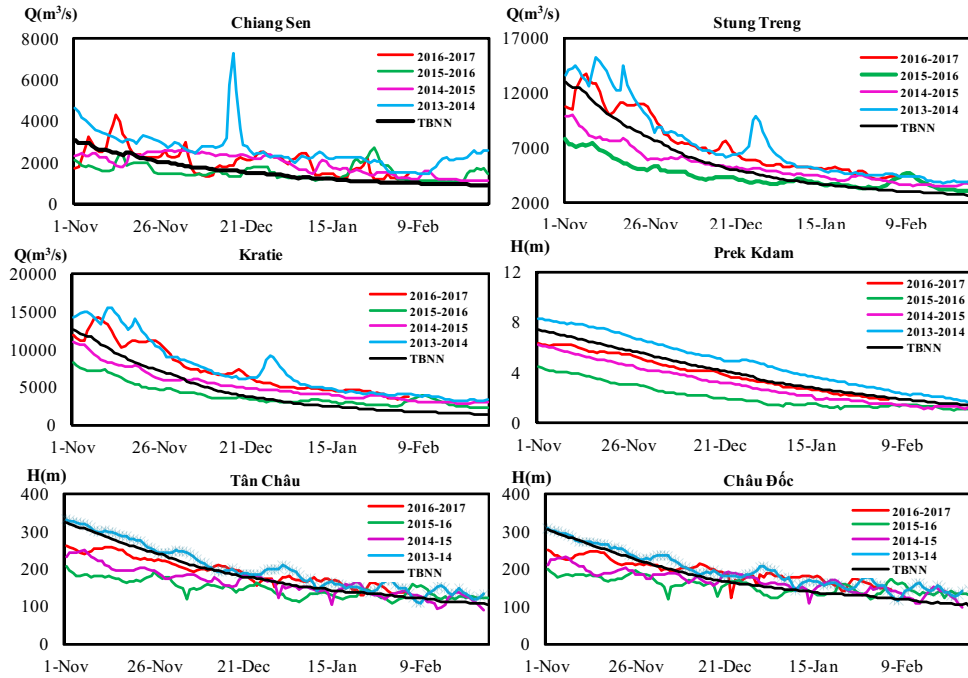 Q(m³/s)
Chiang Sen
8000
6000
4000
2000
0
2016-2017
2015-2016
2014-2015
2013-2014
TBNN
1-Nov 26-Nov 21-Dec 15-Jan 9-Feb
Q(m³/s)
Stung Treng
17000
12000
7000
2000
2016-2017
2015-2016
2014-2015
2013-2014
TBNN
1-Nov 26-Nov 21-Dec 15-Jan 9-Feb
Q(m³/s)
Kratie
20000
15000
10000
5000
0
2016-2017
2015-2016
2014-2015
2013-2014
TBNN
1-Nov 26-Nov 21-Dec 15-Jan 9-Feb
H(m)
Prek Kdam
12
8
4
0
2016-2017
2015-2016
2014-2015
2013-2014
TBNN
1-Nov 26-Nov 21-Dec 15-Jan 9-Feb
H(m)
Tân Châu
400
300
200
100
0
2016-2017
2015-16
2014-15
2013-14
TBNN
1-Nov 26-Nov 21-Dec 15-Jan 9-Feb
H(m)
Châu Đốc
400
300
200
100
0
2016-2017
2015-16
2014-15
2013-14
TBNN
1-Nov 26-Nov 21-Dec 15-Jan 9-Feb